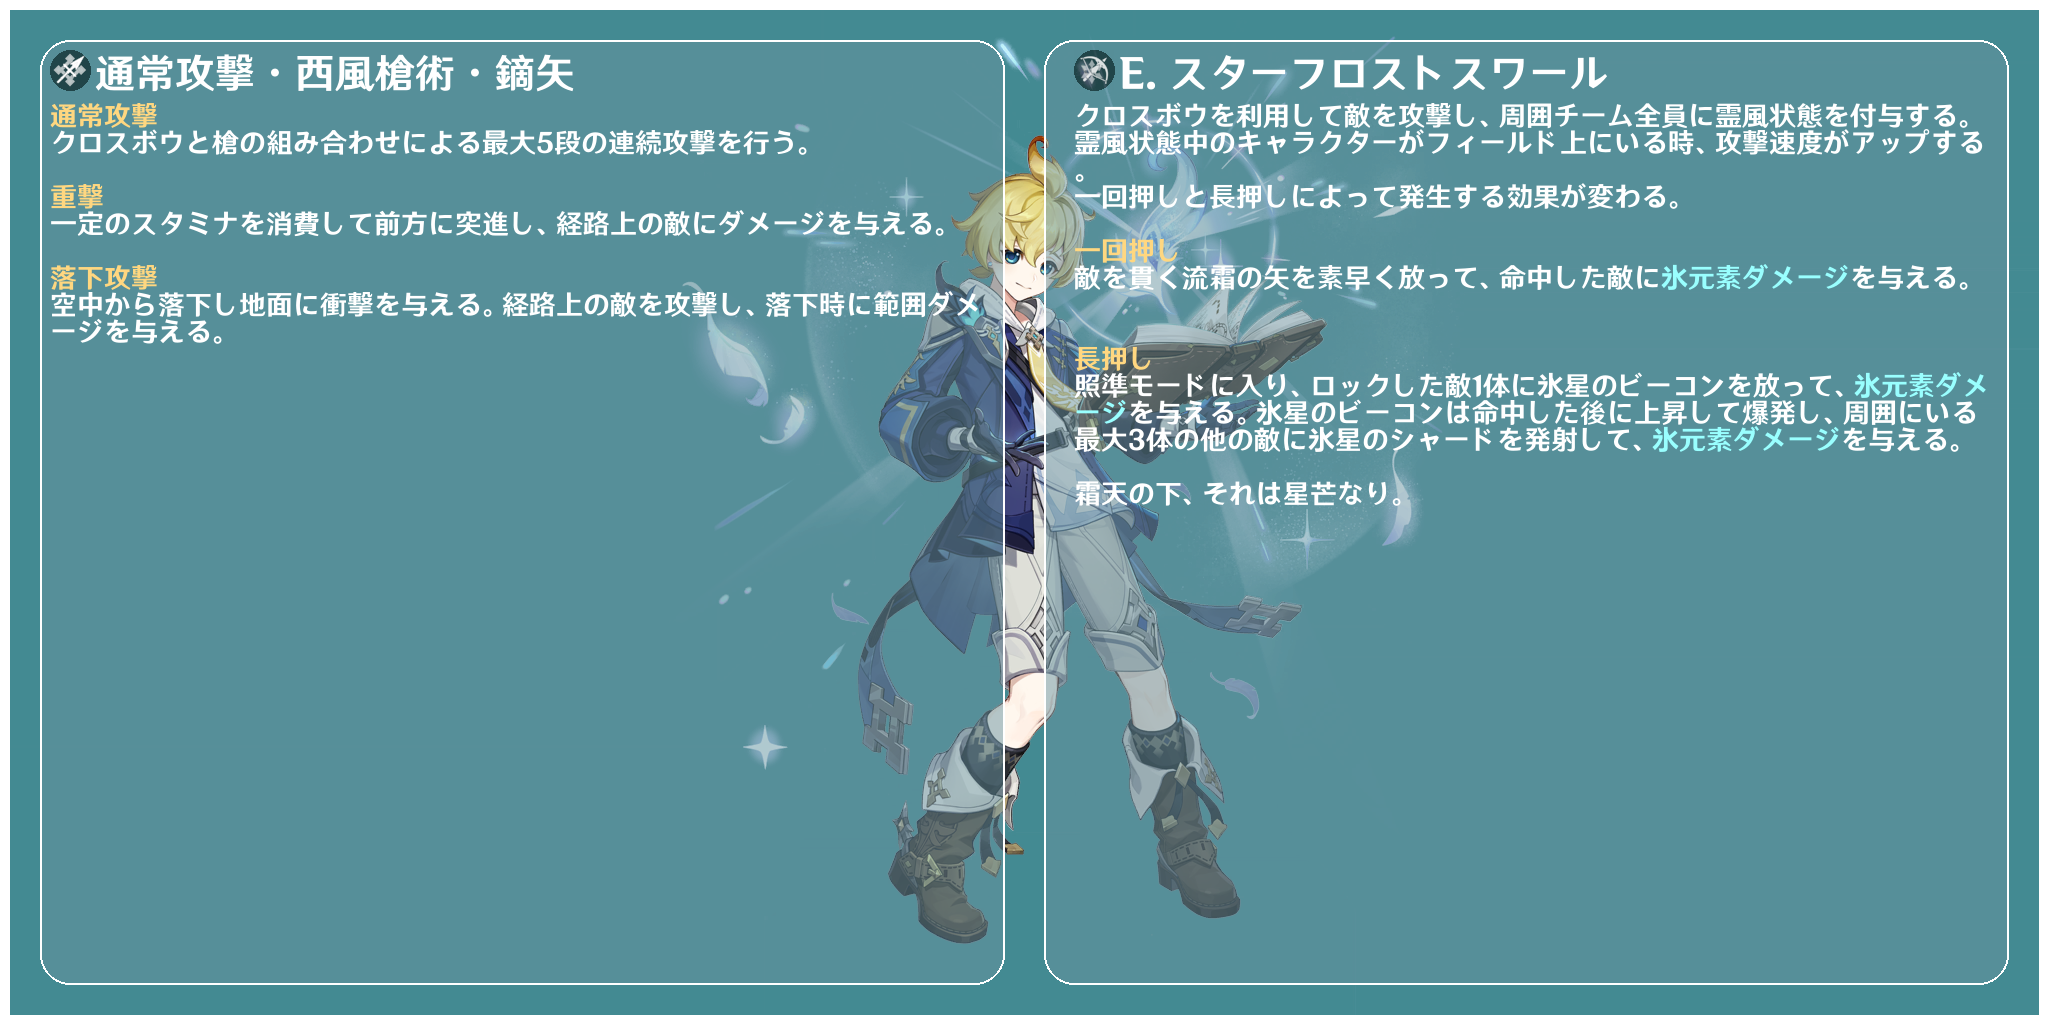 通常攻撃・西風槍術・鏑矢
通常攻撃
クロスボウと槍の組み合わせによる最大5段の連続攻撃を行う。
重撃
一定のスタミナを消費して前方に突進し、経路上の敵にダメージを与える。
落下攻撃
空中から落下し地面に衝撃を与える。経路上の敵を攻撃し、落下時に範囲ダメ
ージを与える。
E. スターフロストスワール
クロスボウを利用して敵を攻撃し、周囲チーム全員に霊風状態を付与する。
霊風状態中のキャラクターがフィールド上にいる時、攻撃速度がアップする
。
一回押しと長押しによって発生する効果が変わる。
一回押し
敵を貫く流霜の矢を素早く放って、命中した敵に氷元素ダメージを与える。
長押し
照準モードに入り、ロックした敵1体に氷星のビーコンを放って、氷元素ダメ
ージを与える。氷星のビーコンは命中した後に上昇して爆発し、周囲にいる
最大3体の他の敵に氷星のシャードを発射して、氷元素ダメージを与える。
霜天の下、それは星芒なり。